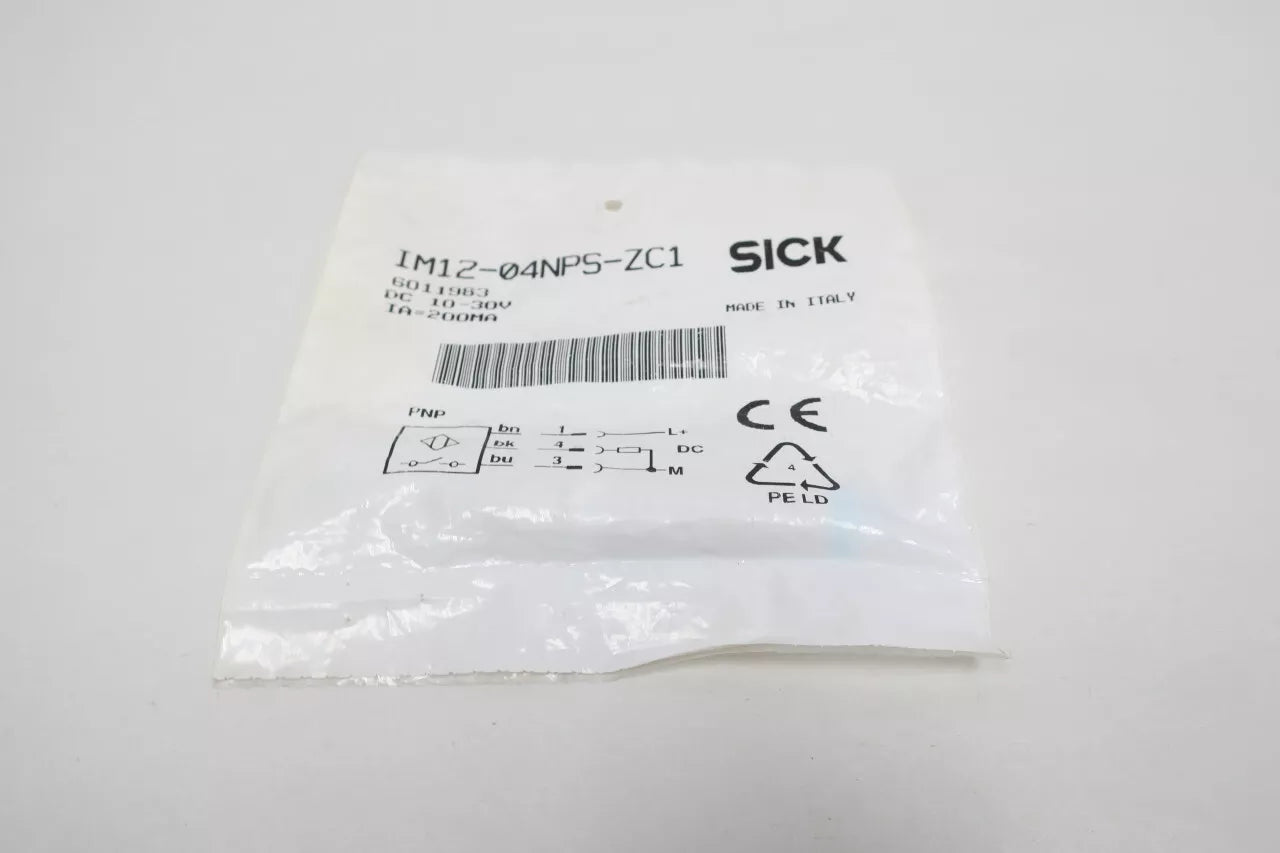 IM12-04NPS-ZC1
SICK
6011983
DC 10-30V
IA=200MA
MADE IN ITALY
PNP
bn 1 L+
bk 4 DC
bu 3 M
CE
4
PE LD